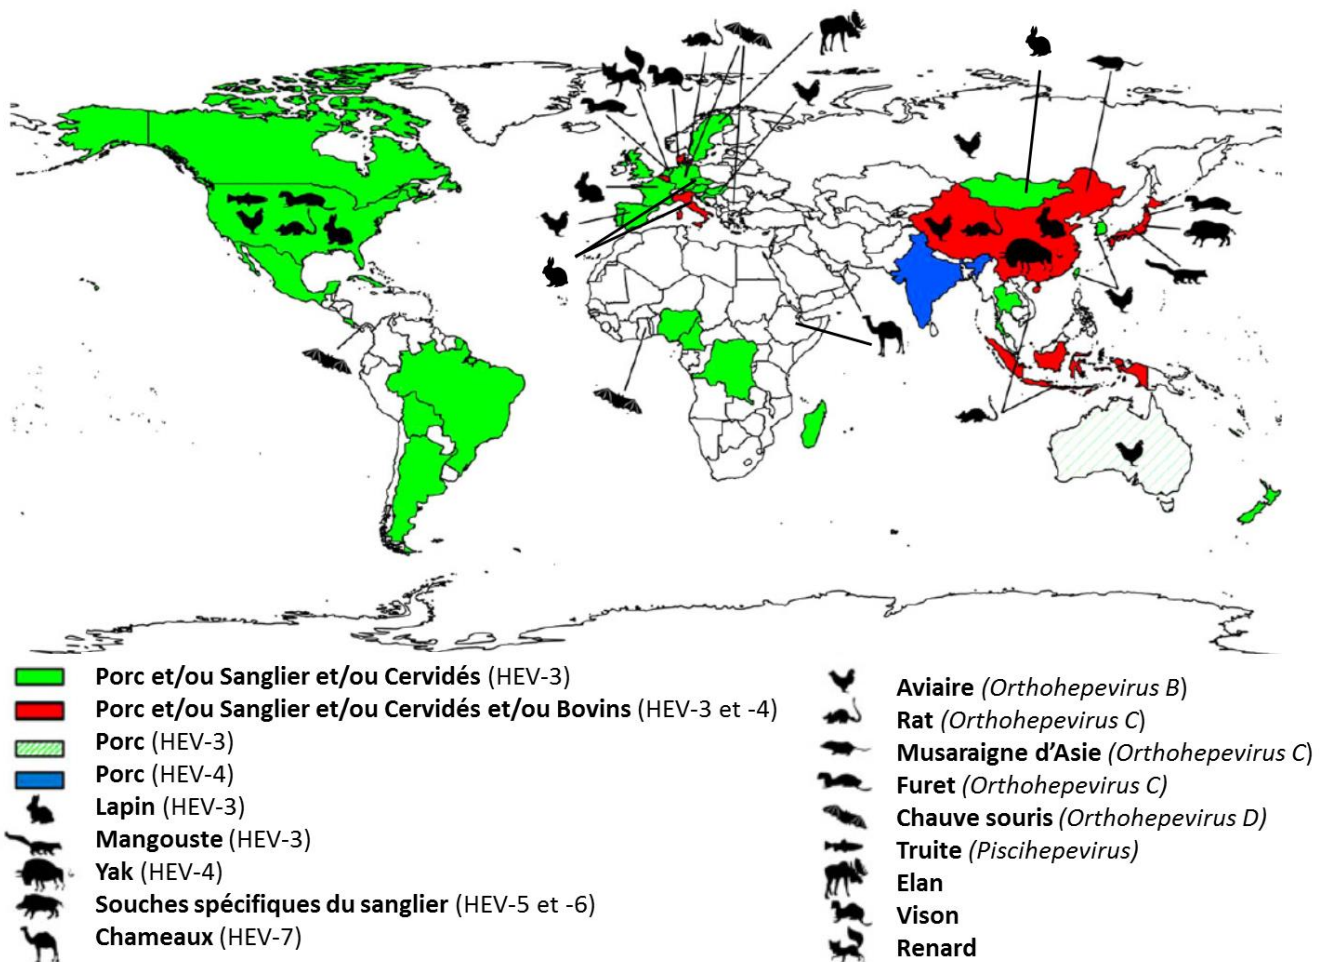 Porc et/ou Sanglier et/ou Cervidés (HEV-3)
Porc et/ou Sanglier et/ou Cervidés et/ou Bovins (HEV-3 et -4)
Porc (HEV-3)
Porc (HEV-4)
Lapin (HEV-3)
Mangouste (HEV-3)
Yak (HEV-4)
Souches spécifiques du sanglier (HEV-5 et -6)
Chameaux (HEV-7)
Aviaire (Orthohepevirus B)
Rat (Orthohepevirus C)
Musaraigne d'Asie (Orthohepevirus C)
Furet (Orthohepevirus C)
Chauve souris (Orthohepevirus D)
Truite (Piscihepevirus)
Elan
Vison
Renard